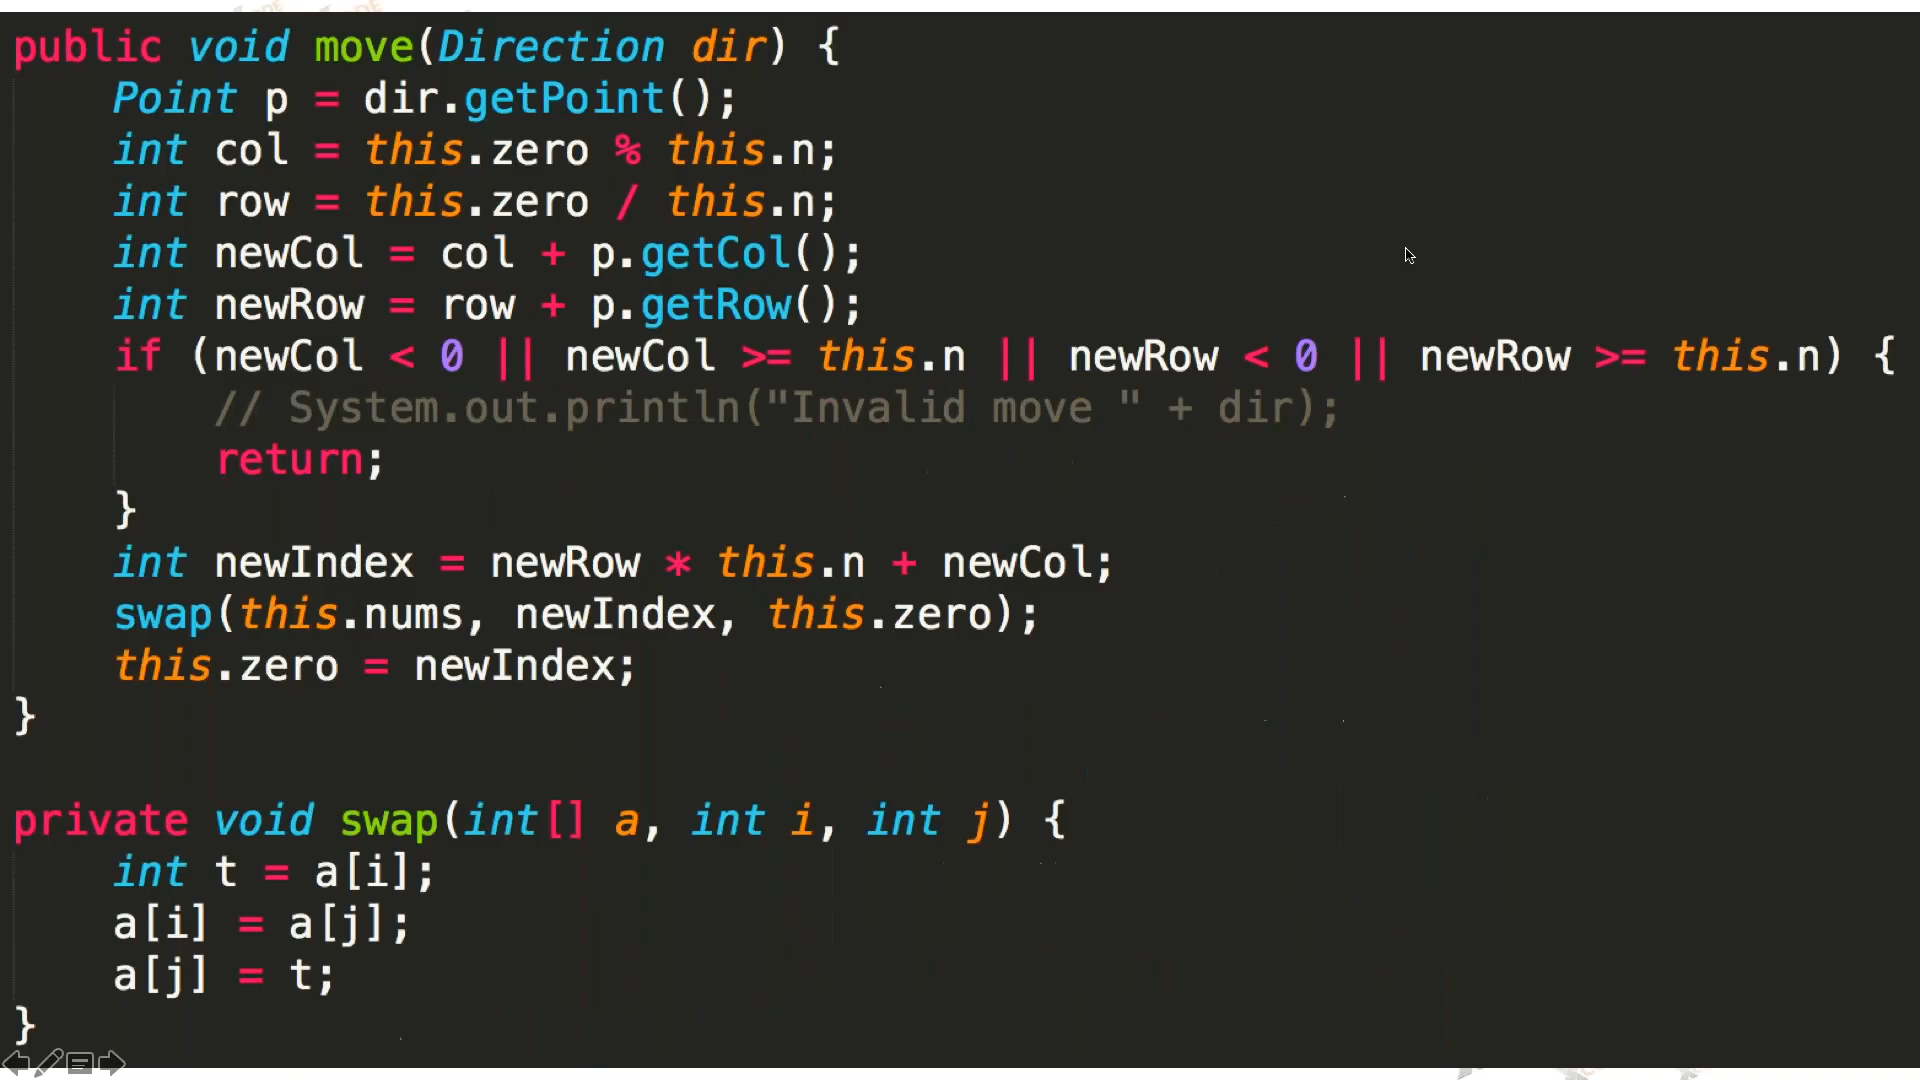 public void move(Direction dir) {
    Point p = dir.getPoint();
    int col = this.zero % this.n;
    int row = this.zero / this.n;
    int newCol = col + p.getCol();
    int newRow = row + p.getRow();
    if (newCol < 0 || newCol >= this.n || newRow < 0 || newRow >= this.n) {
        // System.out.println("Invalid move " + dir);
        return;
    }
    int newIndex = newRow * this.n + newCol;
    swap(this.nums, newIndex, this.zero);
    this.zero = newIndex;
}

private void swap(int[] a, int i, int j) {
    int t = a[i];
    a[i] = a[j];
    a[j] = t;
}